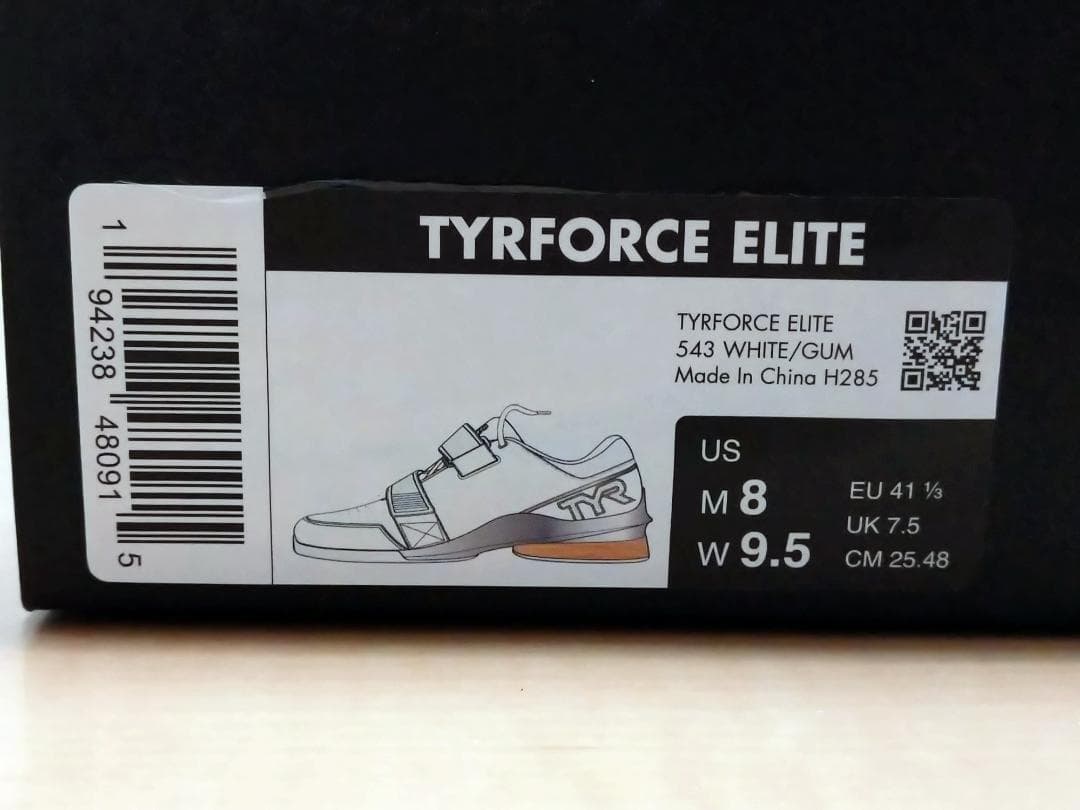 TYRFORCE ELITE
1 94238 48091 5
TYRFORCE ELITE
543 WHITE/GUM
Made In China H285
TYR
US
M 8
W 9.5
EU 41 ⅓
UK 7.5
CM 25.48